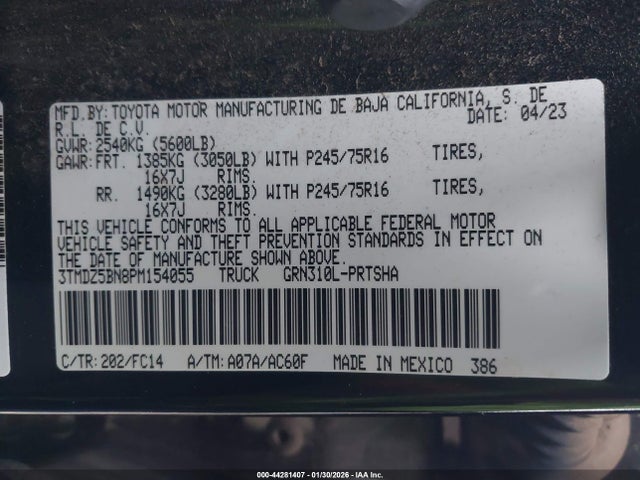 MFD.BY:TOYOTA MOTOR MANUFACTURING DE BAJA CALIFORNIA, S. DE
R.L. DE C.V. DATE: 04/23
GVWR:2540KG (5600LB)
GAWR:FRT. 1385KG (3050LB) WITH P245/75R16 TIRES,
16X7J RIMS.
RR. 1490KG (3280LB) WITH P245/75R16 TIRES,
16X7J RIMS.
THIS VEHICLE CONFORMS TO ALL APPLICABLE FEDERAL MOTOR
VEHICLE SAFETY AND THEFT PREVENTION STANDARDS IN EFFECT ON
THE DATE OF MANUFACTURE SHOWN ABOVE.
3TMDZ5BN8PM154055 TRUCK GRN310L-PRTSHA
C/TR:202/FC14 A/TM:A07A/AC60F MADE IN MEXICO 386
000-44281407 - 01/30/2026 - IAA Inc.